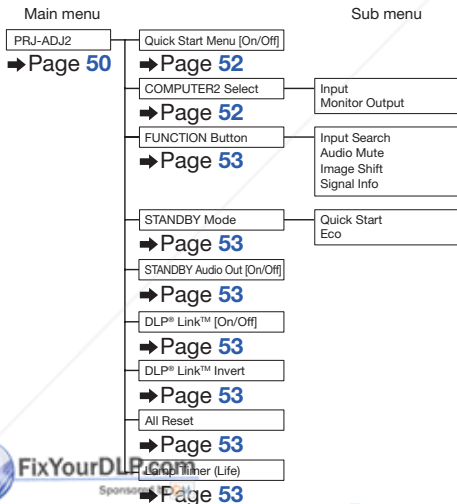 Main menu
Sub menu
PRJ-ADJ2
➡Page 50
Quick Start Menu [On/Off]
➡Page 52
COMPUTER2 Select
Input
Monitor Output
➡Page 52
FUNCTION Button
Input Search
Audio Mute
Image Shift
Signal Info
➡Page 53
STANDBY Mode
Quick Start
Eco
➡Page 53
STANDBY Audio Out [On/Off]
➡Page 53
DLP® Link™ [On/Off]
➡Page 53
DLP® Link™ Invert
➡Page 53
All Reset
➡Page 53
FixYourDLP.com
Lamp Timer (Life)
➡Page 53